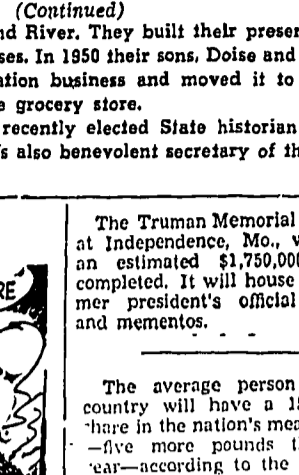 (Continued)
nd River. They built their presen
ses. In 1950 their sons, Doise and
ation business and moved it to
e grocery store.
recently elected State historian
's also benevolent secretary of th
The Truman Memorial
at Independence, Mo., w
an estimated $1,750,000
completed. It will house
mer president's official
and mementos.
RE
The average person
country will have a 15
share in the nation's mea
—five more pounds t
year—according to the